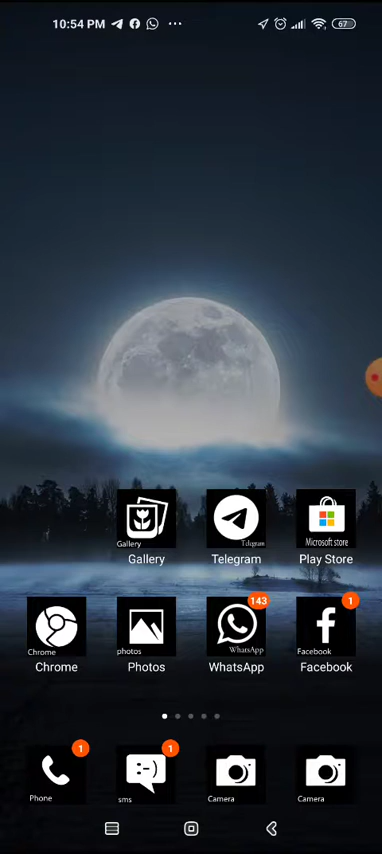 10:54 PM
67
Gallery
Telegram
Microsoft store
Gallery
Telegram
Play Store
143
1
Chrome
photos
WhatsApp
Facebook
Chrome
Photos
WhatsApp
Facebook
1
1
Phone
sms
Camera
Camera